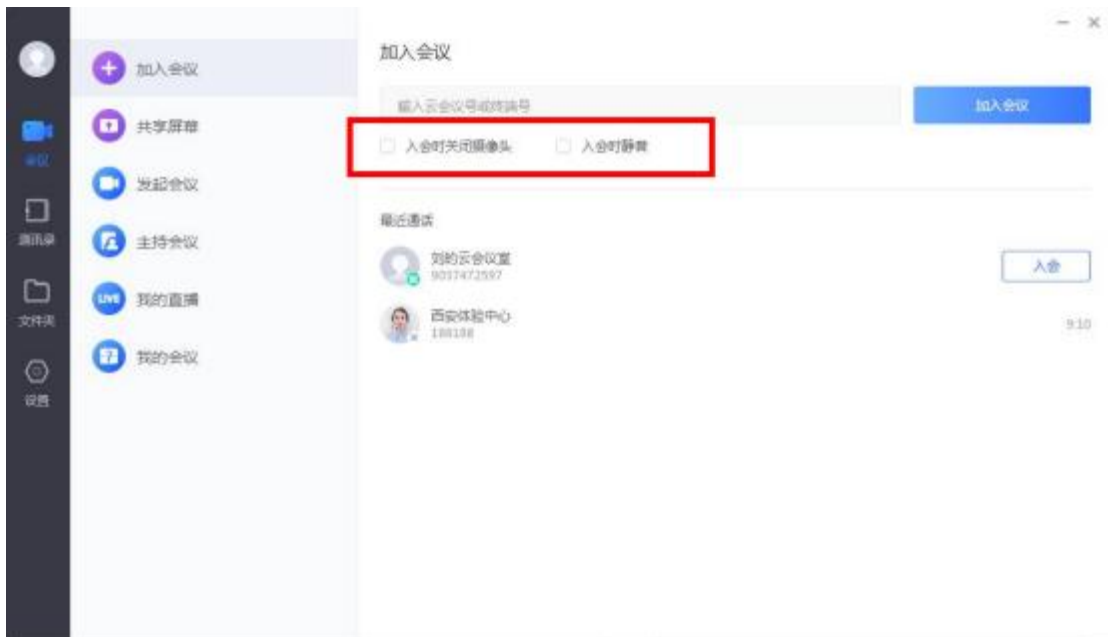 会议
通讯录
文件夹
设置
加入会议
共享屏幕
发起会议
主持会议
LIVE
我的直播
我的会议
加入会议
输入云会议号或终端号
加入会议
入会时关闭摄像头
入会时静音
最近通话
刘的云会议室
9037472597
入会
西安体验中心
188188
9:10